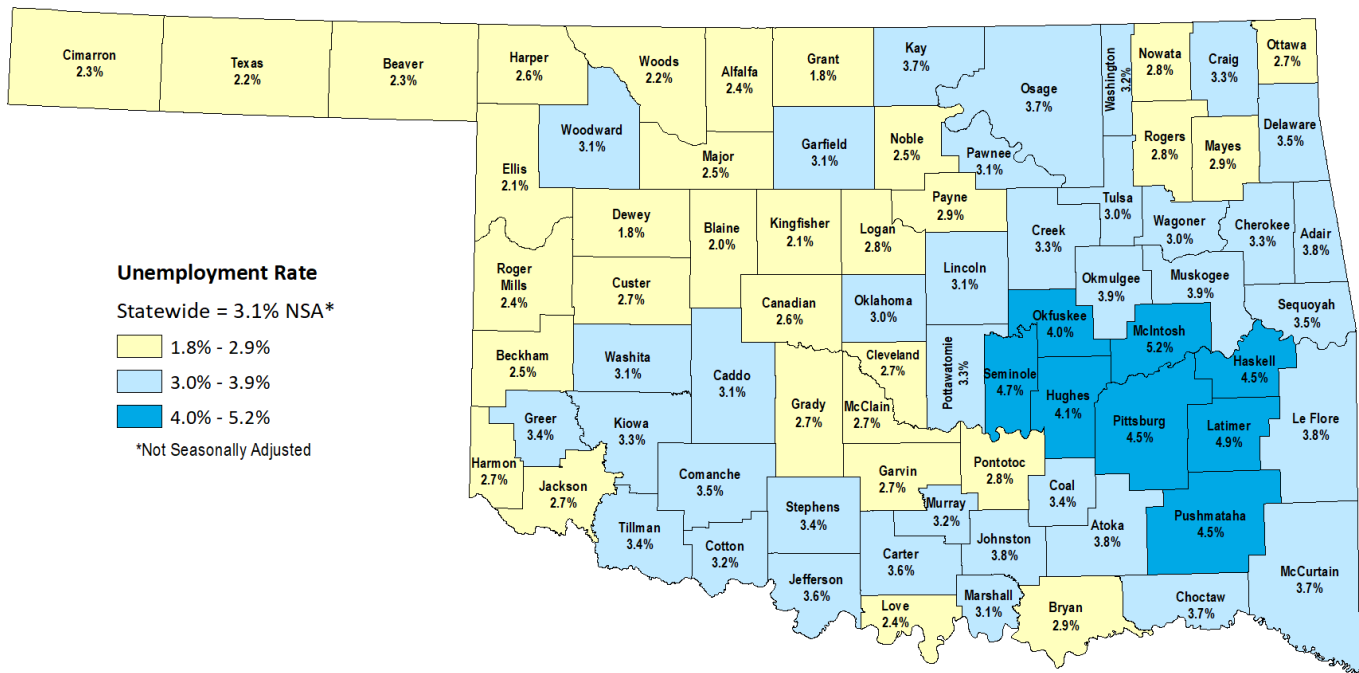 Cimarron
2.3%
Texas
2.2%
Beaver
2.3%
Harper
2.6%
Woods
2.2%
Alfalfa
2.4%
Grant
1.8%
Kay
3.7%
Osage
3.7%
Washington
3.2%
Nowata
2.8%
Craig
3.3%
Ottawa
2.7%
Woodward
3.1%
Ellis
2.1%
Major
2.5%
Garfield
3.1%
Noble
2.5%
Pawnee
3.1%
Rogers
2.8%
Mayes
2.9%
Delaware
3.5%
Dewey
1.8%
Blaine
2.0%
Kingfisher
2.1%
Logan
2.8%
Payne
2.9%
Creek
3.3%
Tulsa
3.0%
Wagoner
3.0%
Cherokee
3.3%
Adair
3.8%
Roger
Mills
2.4%
Custer
2.7%
Canadian
2.6%
Oklahoma
3.0%
Lincoln
3.1%
Okmulgee
3.9%
Muskogee
3.9%
Sequoyah
3.5%
Unemployment Rate
Statewide = 3.1% NSA*
1.8% - 2.9%
3.0% - 3.9%
4.0% - 5.2%
*Not Seasonally Adjusted
Beckham
2.5%
Washita
3.1%
Caddo
3.1%
Grady
2.7%
McClain
2.7%
Cleveland
2.7%
Pottawatomie
3.3%
Seminole
4.7%
Okfuskee
4.0%
Hughes
4.1%
McIntosh
5.2%
Haskell
4.5%
Pittsburg
4.5%
Latimer
4.9%
Le Flore
3.8%
Greer
3.4%
Kiowa
3.3%
Harmon
2.7%
Jackson
2.7%
Comanche
3.5%
Tillman
3.4%
Cotton
3.2%
Stephens
3.4%
Jefferson
3.6%
Garvin
2.7%
Murray
3.2%
Carter
3.6%
Love
2.4%
Pontotoc
2.8%
Coal
3.4%
Johnston
3.8%
Marshall
3.1%
Atoka
3.8%
Bryan
2.9%
Pushmataha
4.5%
Choctaw
3.7%
McCurtain
3.7%